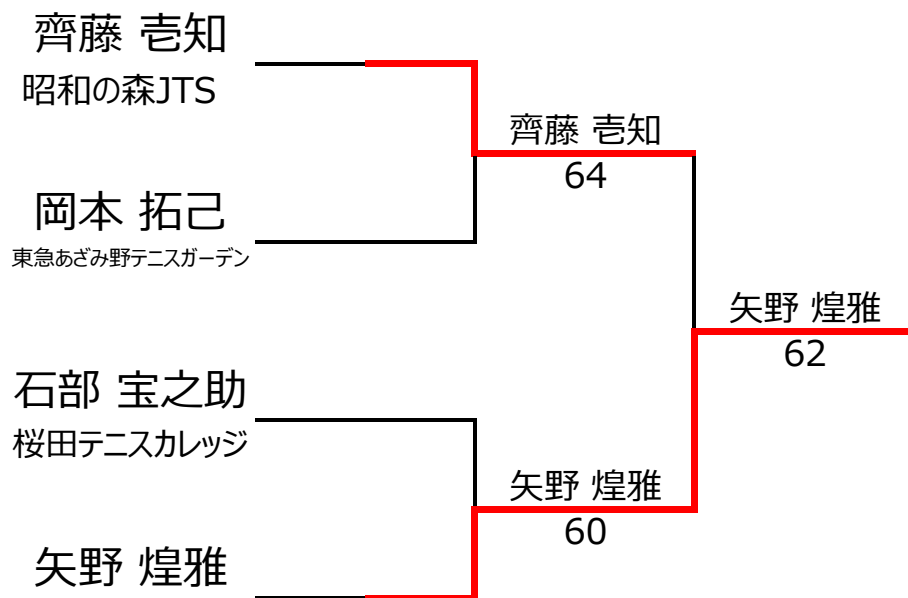 齊藤 壱知
昭和の森JTS
齊藤 壱知
64
岡本 拓己
東急あざみ野テニスガーデン
矢野 煌雅
62
石部 宝之助
桜田テニスカレッジ
矢野 煌雅
60
矢野 煌雅